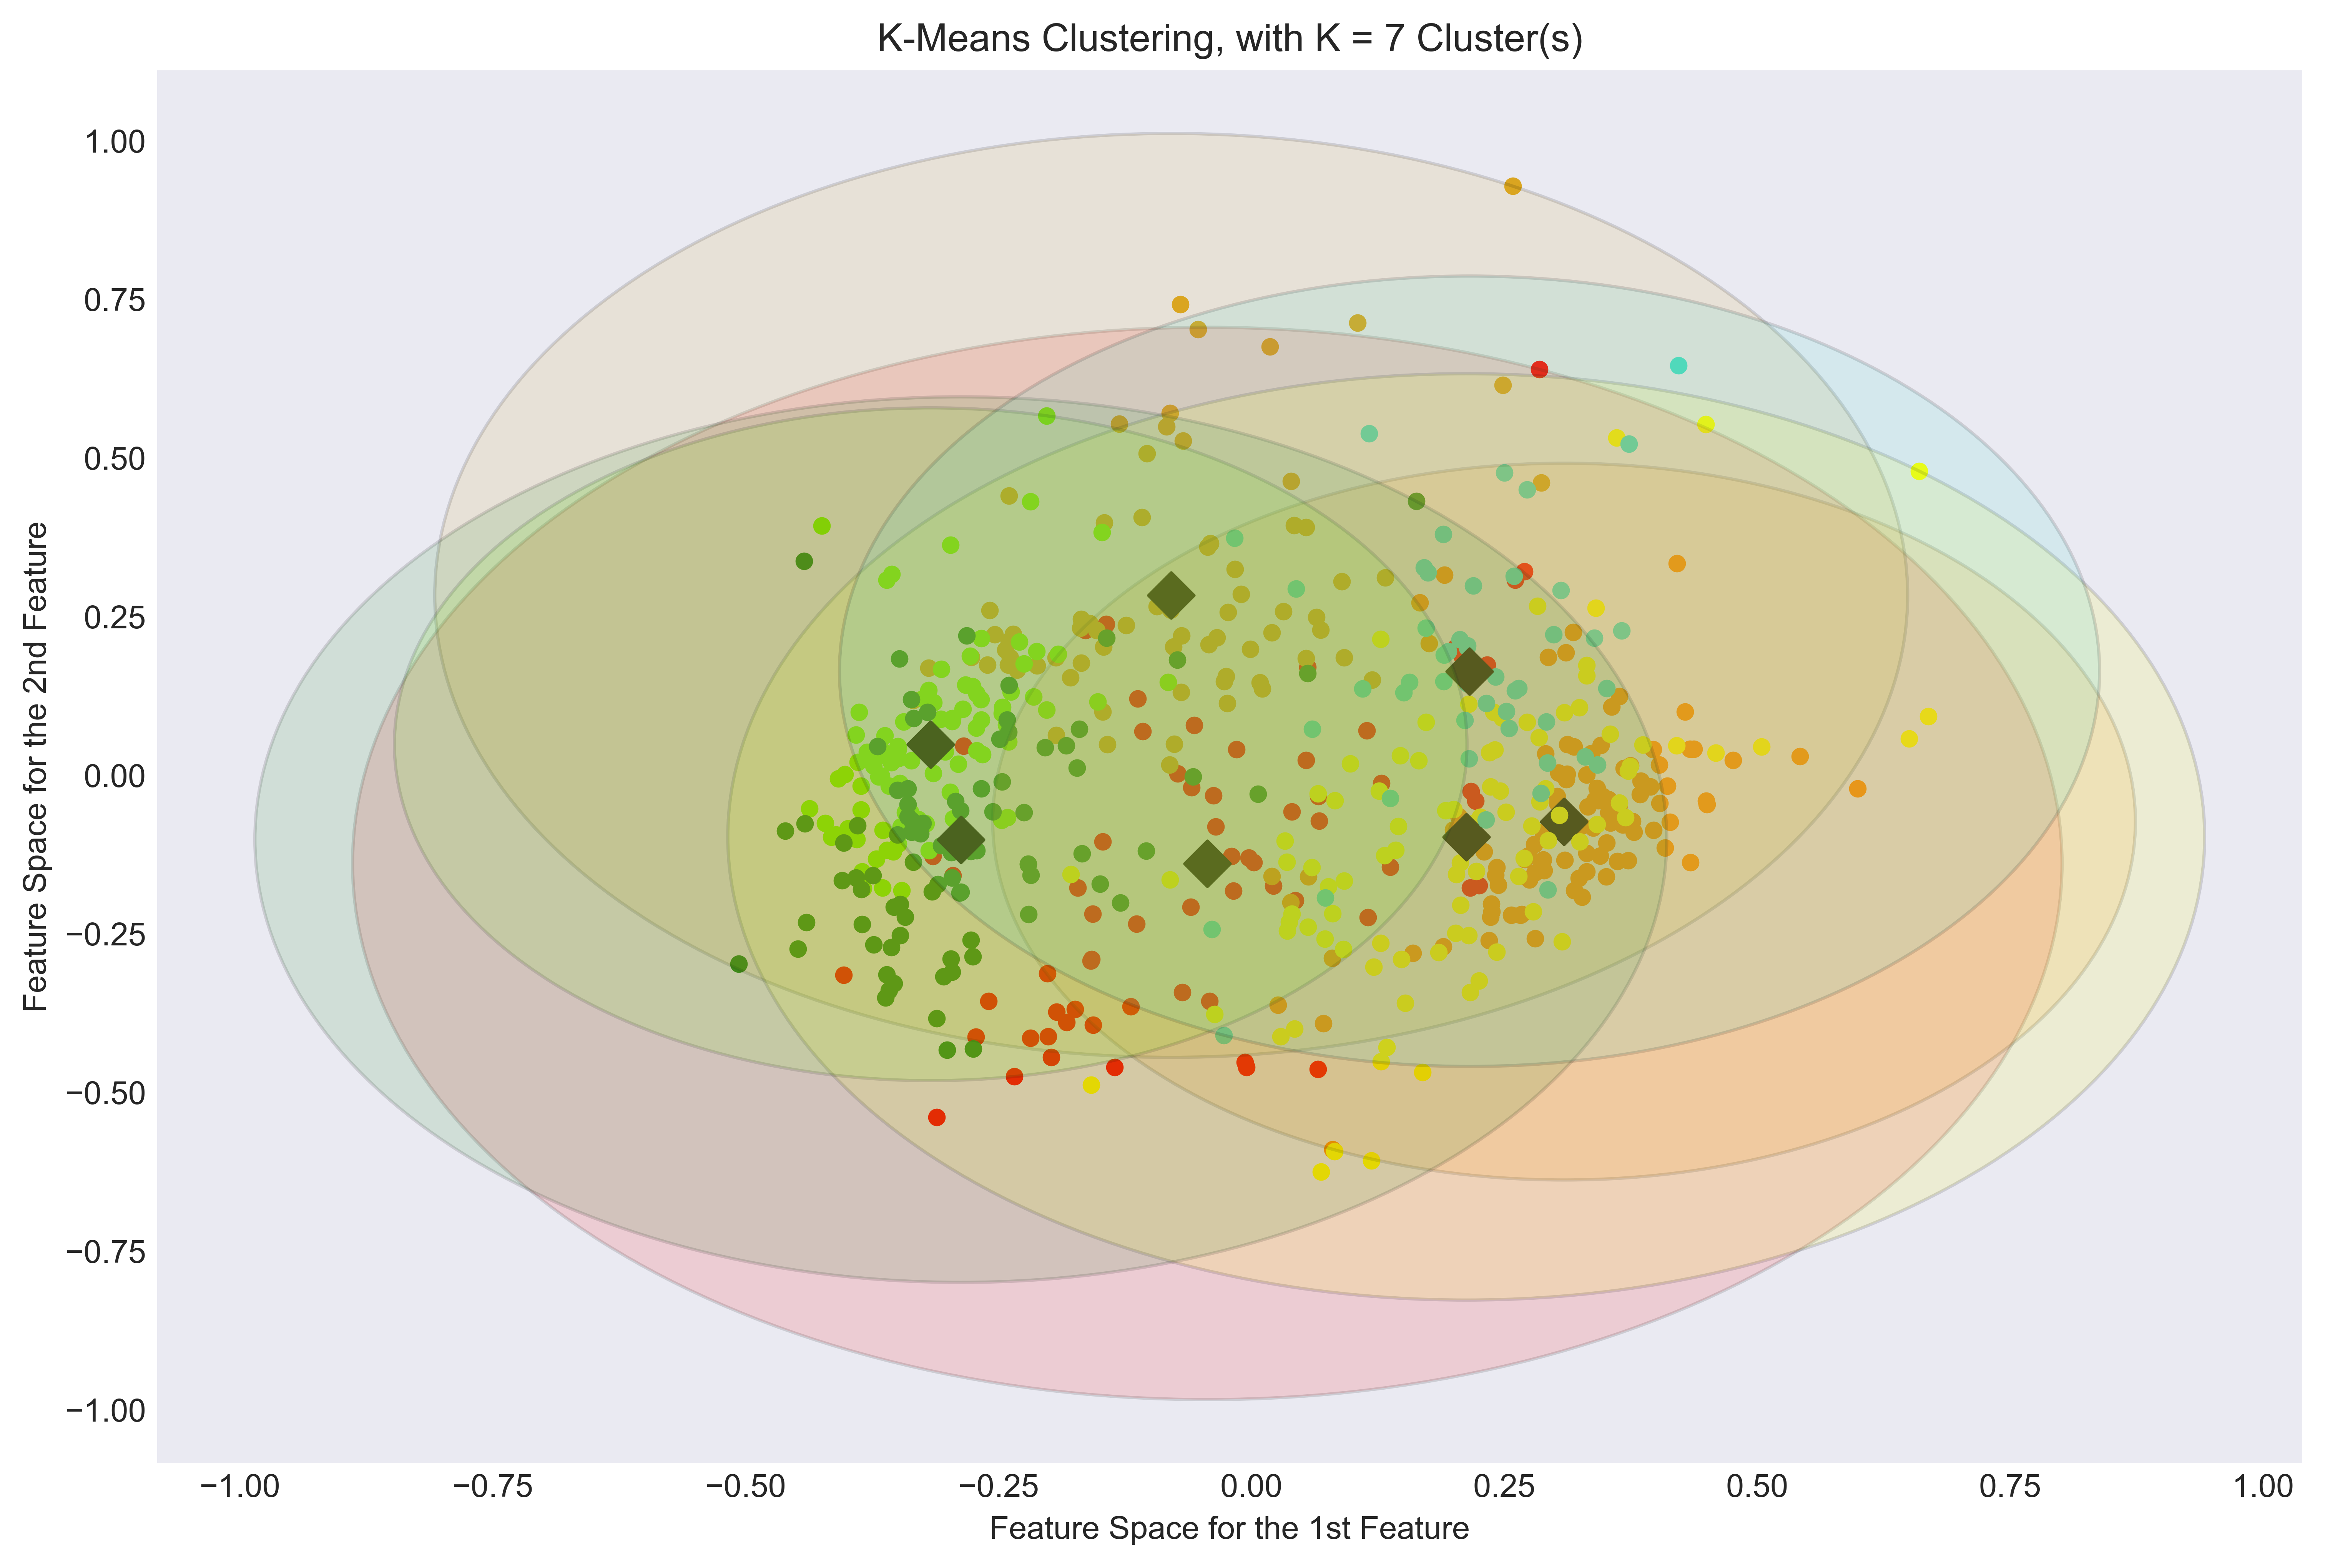 K-Means Clustering, with K = 7 Cluster(s)
1.00
0.75
0.50
0.25
0.00
−0.25
−0.50
−0.75
−1.00
Feature Space for the 2nd Feature
−1.00 −0.75 −0.50 −0.25 0.00 0.25 0.50 0.75 1.00
Feature Space for the 1st Feature